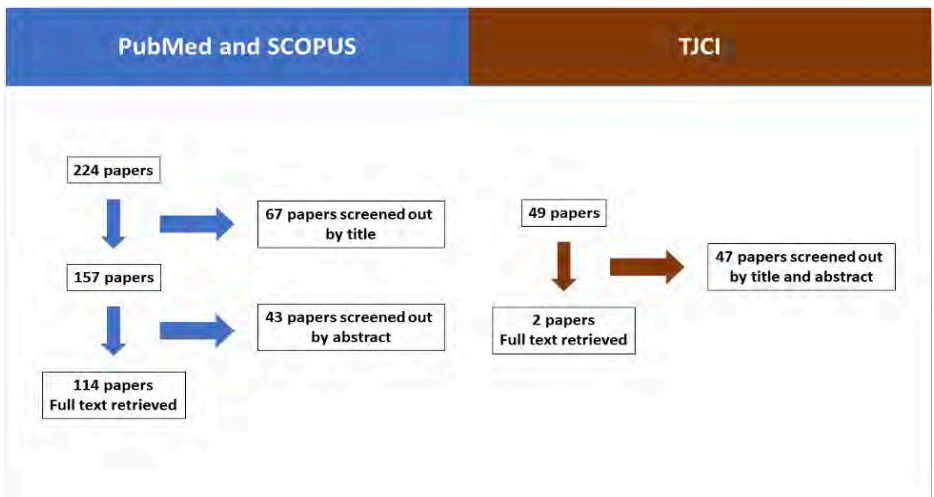 PubMed and SCOPUS
224 papers
67 papers screened out
by title
157 papers
43 papers screened out
by abstract
114 papers
Full text retrieved
TJCI
49 papers
47 papers screened out
by title and abstract
2 papers
Full text retrieved